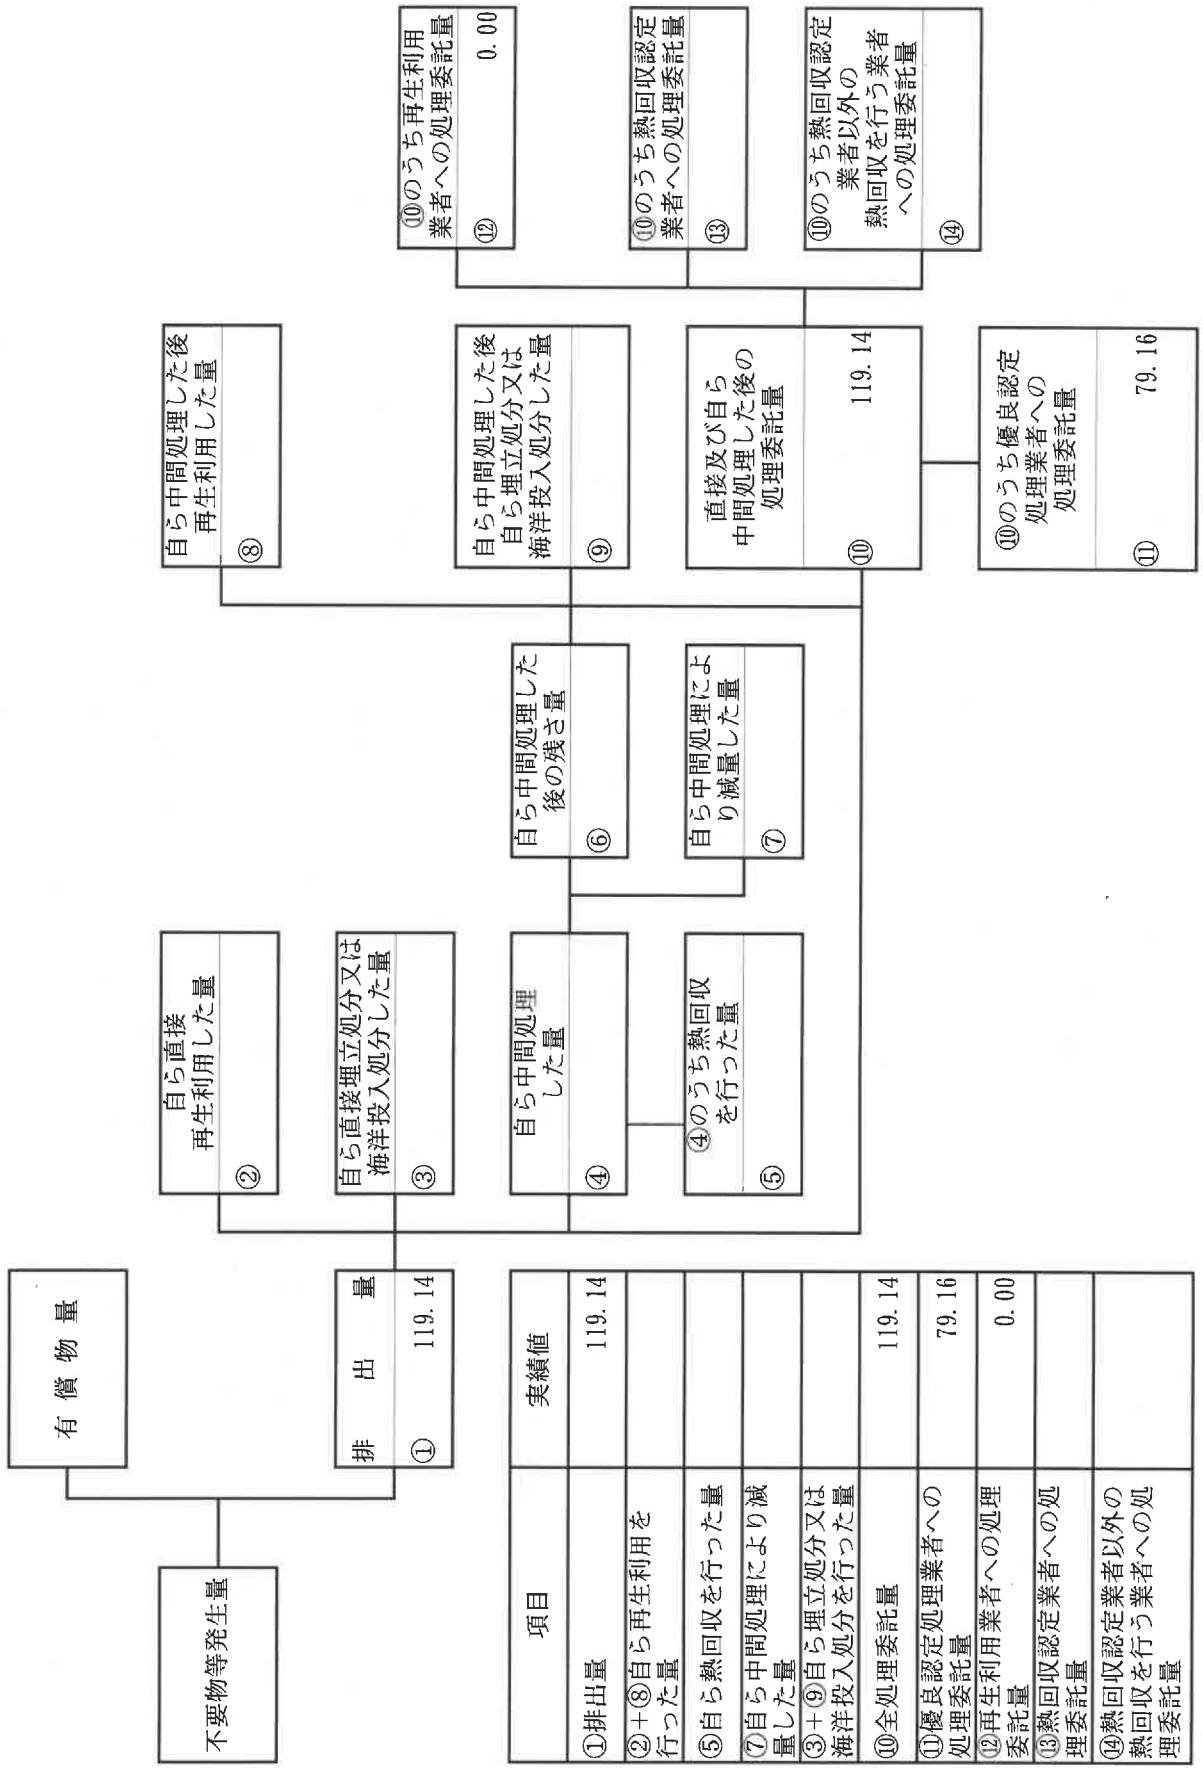 不要物等発生量
有償物量
排出量
① 119.14
自ら直接
再生利用した量
②
自ら直接埋立処分又は
海洋投入処分した量
③
自ら中間処理
した量
④
④のうち熱回収
を行った量
⑤
自ら中間処理した
後の残さ量
⑥
自ら中間処理によ
り減量した量
⑦
自ら中間処理した後
再生利用した量
⑧
自ら中間処理した後
自ら埋立処分又は
海洋投入処分した量
⑨
直接及び自ら
中間処理した後の
処理委託量
⑩ 119.14
⑩のうち優良認定
処理業者への
処理委託量
⑪ 79.16
⑩のうち再生利用
業者への処理委託量
⑫ 0.00
⑩のうち熱回収認定
業者への処理委託量
⑬
⑩のうち熱回収認定
業者以外の
熱回収を行う業者
への処理委託量
⑭
項目 実績値
①排出量 119.14
②+⑧自ら再生利用を
行った量
⑤自ら熱回収を行った量
⑦自ら中間処理により減
量した量
③+⑨自ら埋立処分又は
海洋投入処分を行った量
⑩全処理委託量 119.14
⑪優良認定処理業者への
処理委託量 79.16
⑫再生利用業者への処理
委託量 0.00
⑬熱回収認定業者への処
理委託量
⑭熱回収認定業者以外の
熱回収を行う業者への処
理委託量